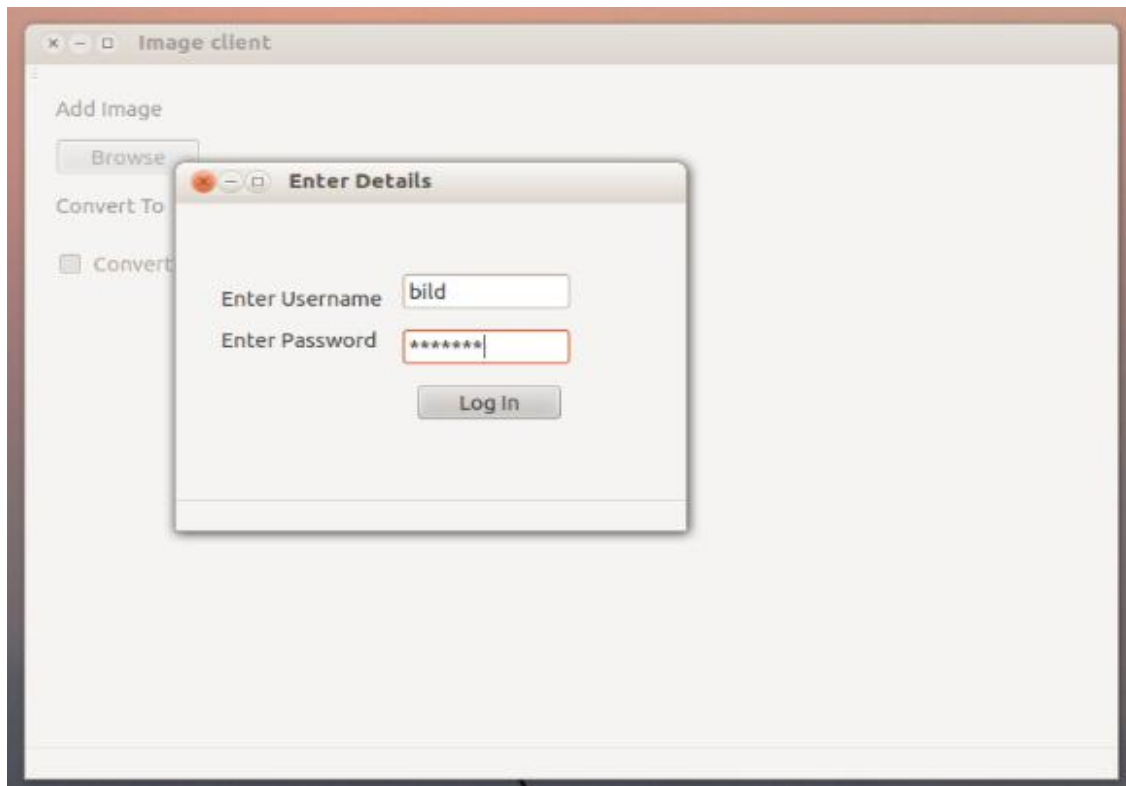 Image client
Add Image
Browse
Convert To
Convert
Enter Details
Enter Username bild
Enter Password *******
Log In